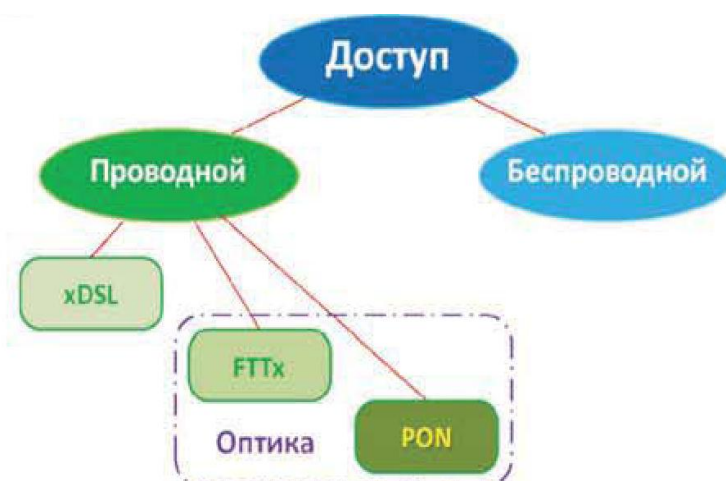 Доступ
Проводной
Беспроводной
xDSL
FTTx
Оптика
PON